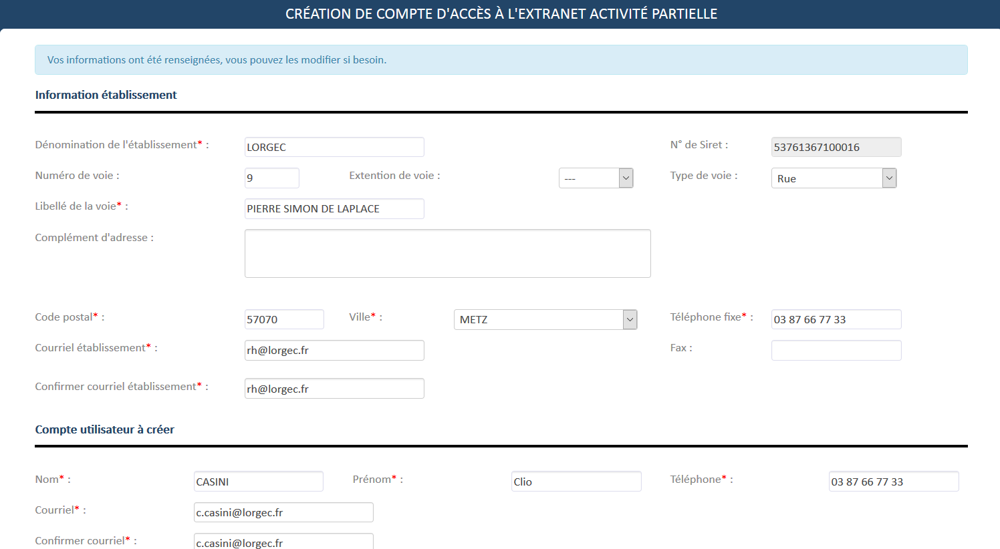 CRÉATION DE COMPTE D'ACCÈS À L'EXTRANET ACTIVITÉ PARTIELLE
Vos informations ont été renseignées, vous pouvez les modifier si besoin.
Information établissement
Dénomination de l'établissement* : LORGEC N° de Siret : 53761367100016
Numéro de voie : 9 Extention de voie : --- Type de voie : Rue
Libellé de la voie* : PIERRE SIMON DE LAPLACE
Complément d'adresse :
Code postal* : 57070 Ville* : METZ Téléphone fixe* : 03 87 66 77 33
Courriel établissement* : rh@lorgec.fr Fax :
Confirmer courriel établissement* : rh@lorgec.fr
Compte utilisateur à créer
Nom* : CASINI Prénom* : Clio Téléphone* : 03 87 66 77 33
Courriel* : c.casini@lorgec.fr
Confirmer courriel* : c.casini@lorgec.fr